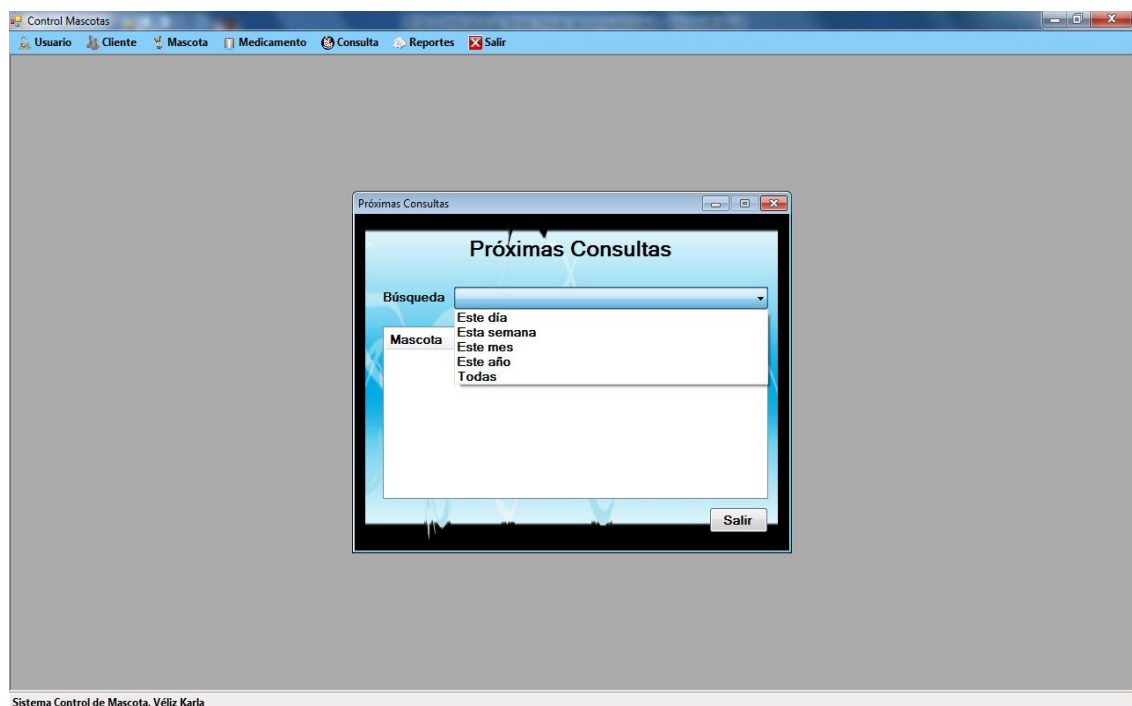 Control Mascotas
Usuario Cliente Mascota Medicamento Consulta Reportes Salir
Próximas Consultas
Próximas Consultas
Búsqueda
Este día
Mascota Esta semana
Este mes
Este año
Todas
Salir
Sistema Control de Mascota. Véliz Karla